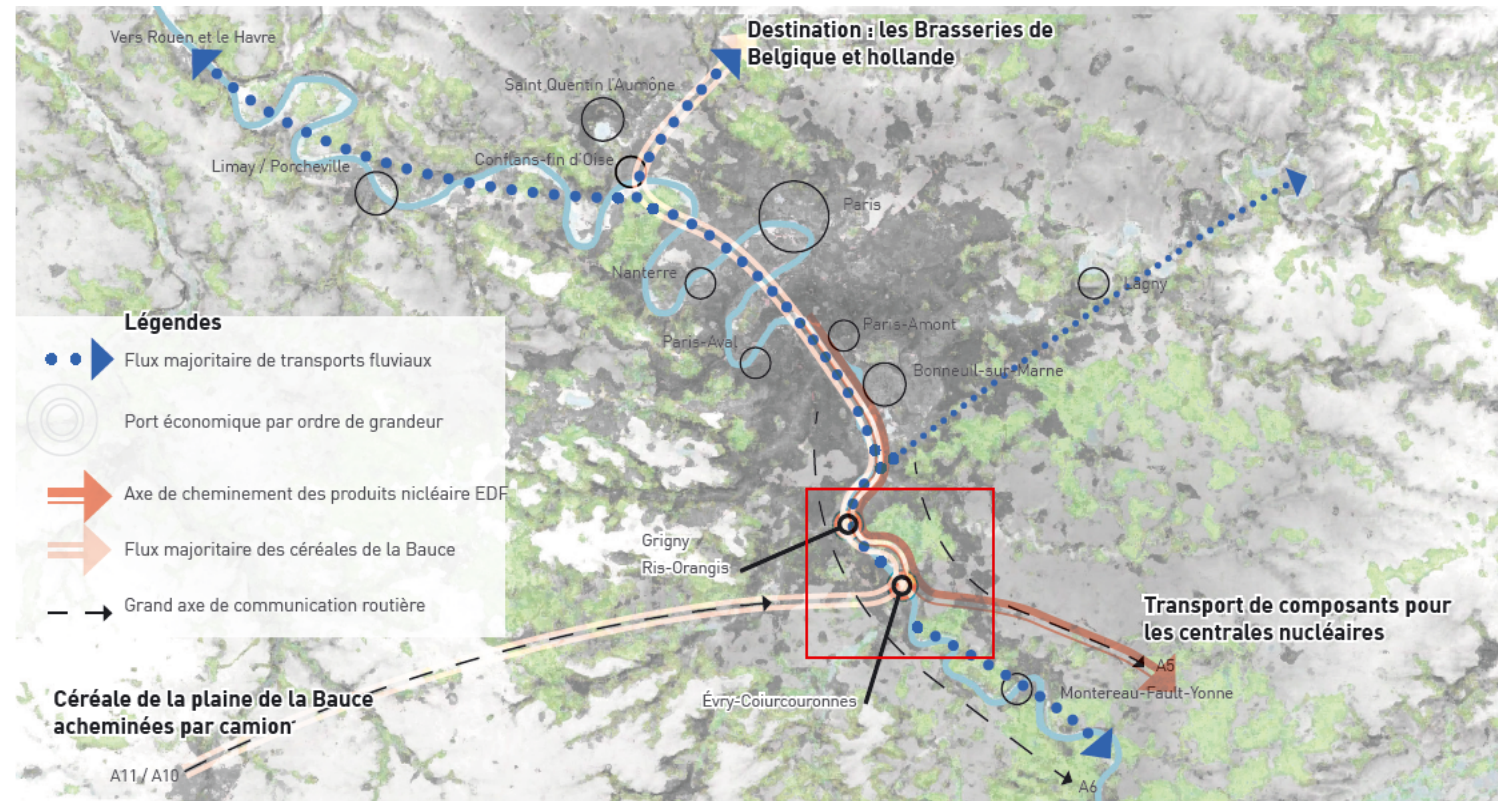 Vers Rouen et le Havre
Destination : les Brasseries de
Belgique et hollande
Saint Quentin l'Aumône
Limay / Porcheville
Conflans-fin d'Oise
Paris
Nanterre
Lagny
Paris-Amont
Paris-Aval
Bonneuil-sur-Marne
Légendes
Flux majoritaire de transports fluviaux
Port économique par ordre de grandeur
Axe de cheminement des produits nicléaire EDF
Flux majoritaire des céréales de la Bauce
Grand axe de communication routière
Grigny
Ris-Orangis
Transport de composants pour
les centrales nucléaires
A5
Évry-Coiurcouronnes
Montereau-Fault-Yonne
Céréale de la plaine de la Bauce
acheminées par camion
A11 / A10
A6